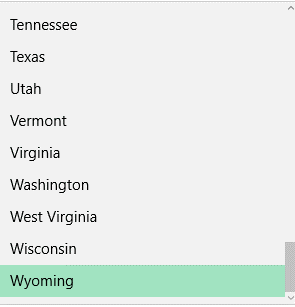 Tennessee
Texas
Utah
Vermont
Virginia
Washington
West Virginia
Wisconsin
Wyoming